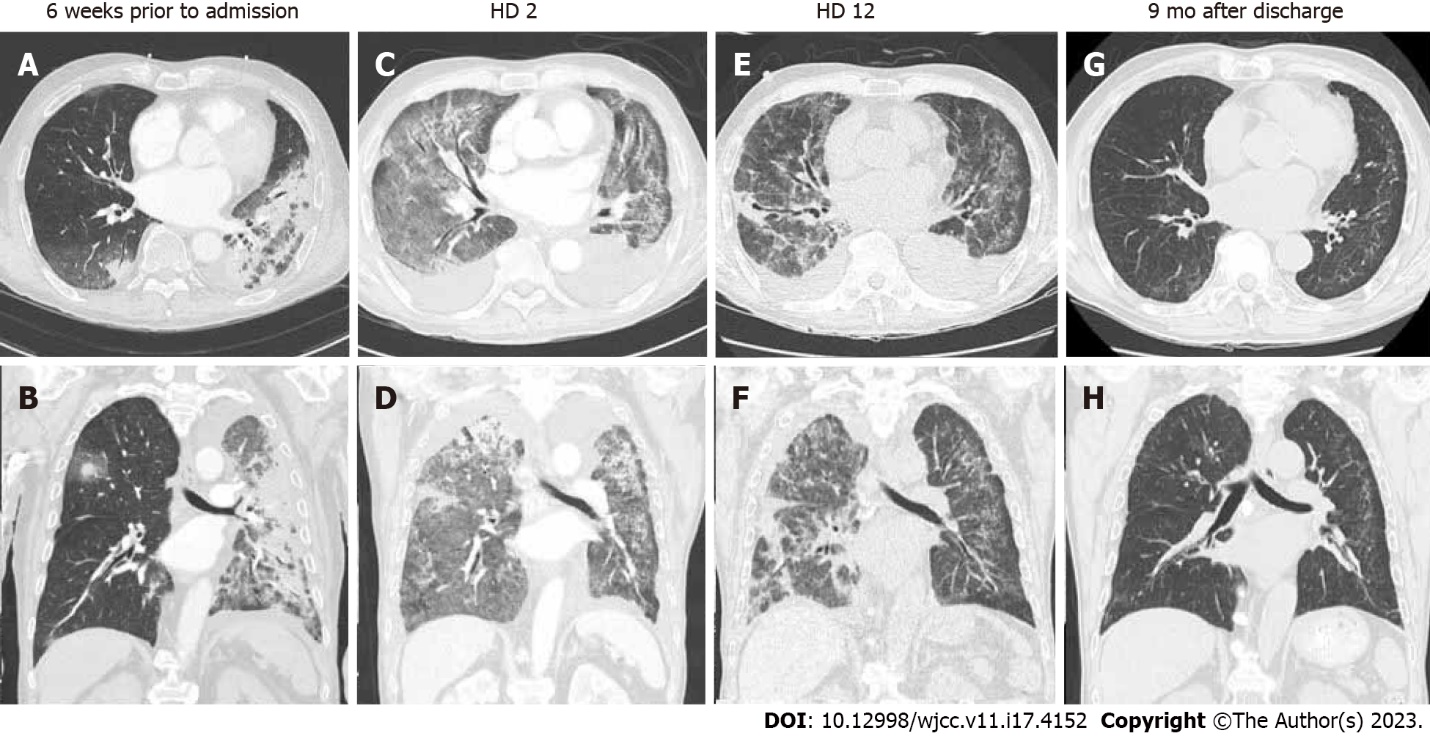 6 weeks prior to admission HD 2 HD 12 9 mo after discharge
A C E G
B D F H
DOI: 10.12998/wjcc.v11.i17.4152 Copyright ©The Author(s) 2023.